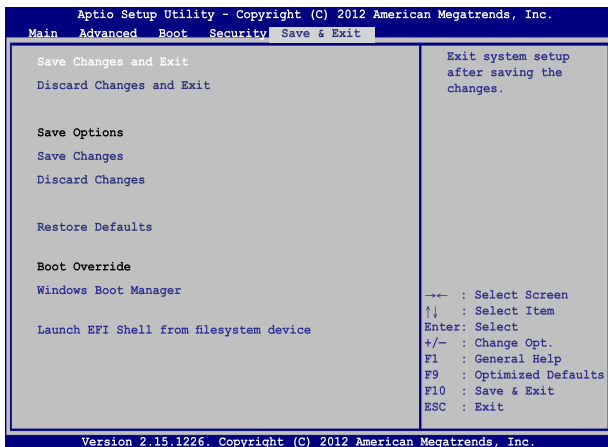 Aptio Setup Utility - Copyright (C) 2012 American Megatrends, Inc.
Main Advanced Boot Security Save & Exit
Save Changes and Exit
Discard Changes and Exit
Save Options
Save Changes
Discard Changes
Restore Defaults
Boot Override
Windows Boot Manager
Launch EFI Shell from filesystem device
Exit system setup
after saving the
changes.
→← : Select Screen
↑↓ : Select Item
Enter: Select
+/— : Change Opt.
F1 : General Help
F9 : Optimized Defaults
F10 : Save & Exit
ESC : Exit
Version 2.15.1226. Copyright (C) 2012 American Megatrends, Inc.